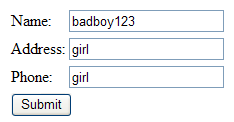 Name: badboy123
Address: girl
Phone: girl
Submit